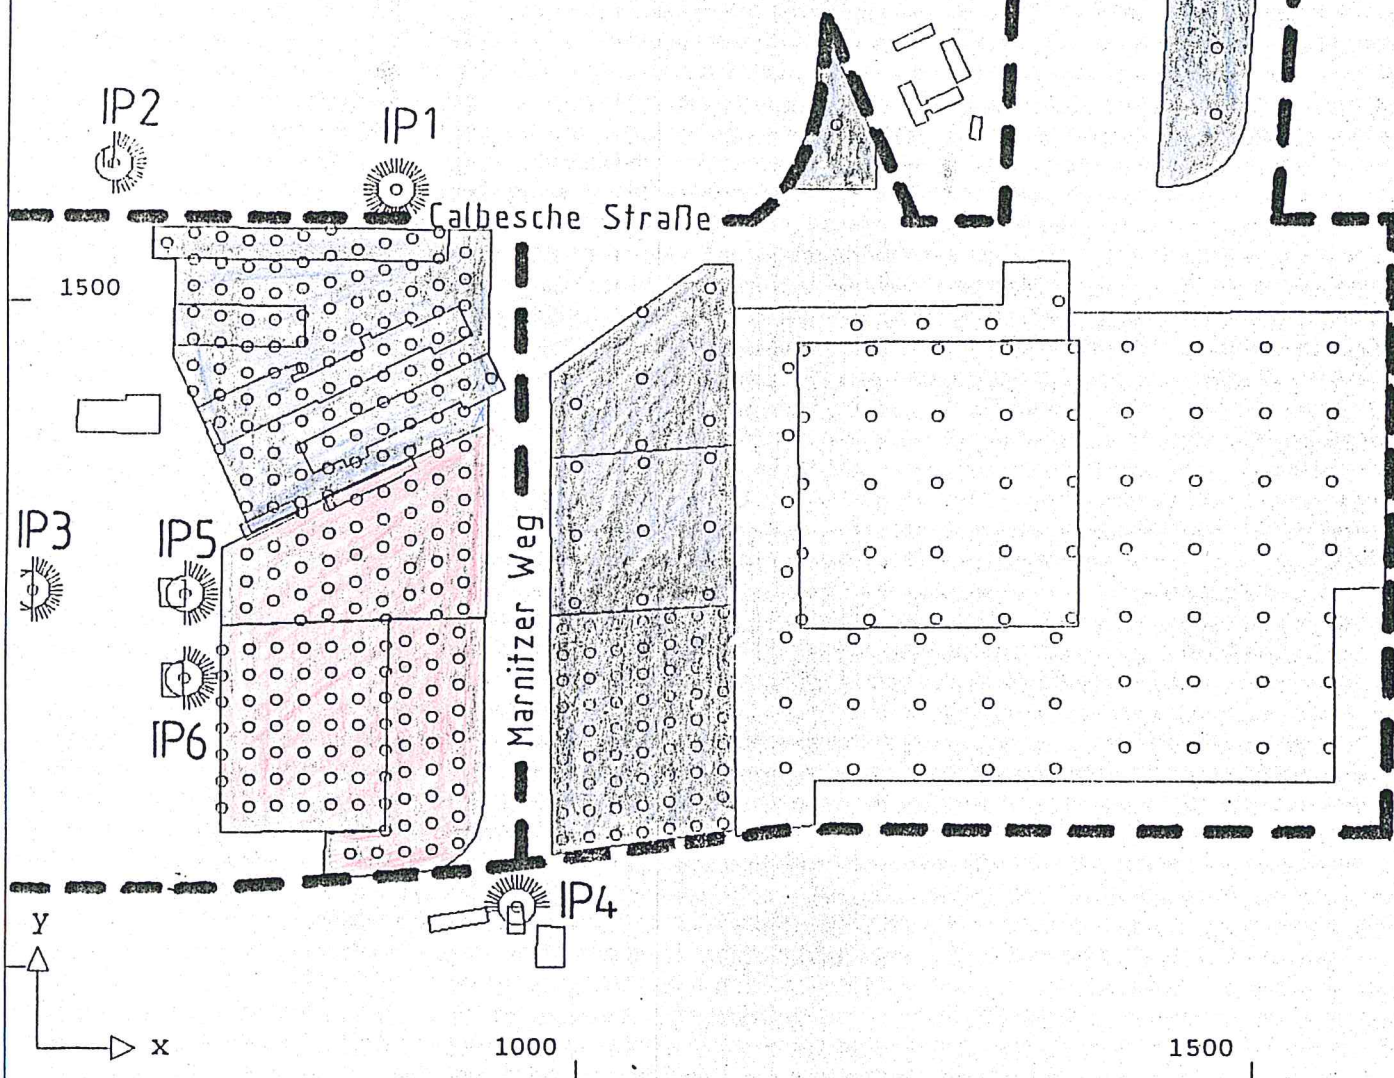 IP2
IP1
Calbesche Straße
1500
IP3
IP5
Marnitzer Weg
IP6
IP4
Y
x
1000
1500